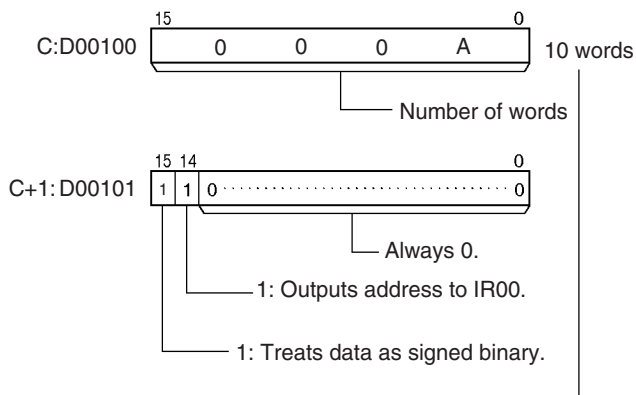 15 0
C:D00100 0 0 0 A 10 words
Number of words
15 14 0
C+1:D00101 1 1 0 ································ 0
Always 0.
1: Outputs address to IR00.
1: Treats data as signed binary.